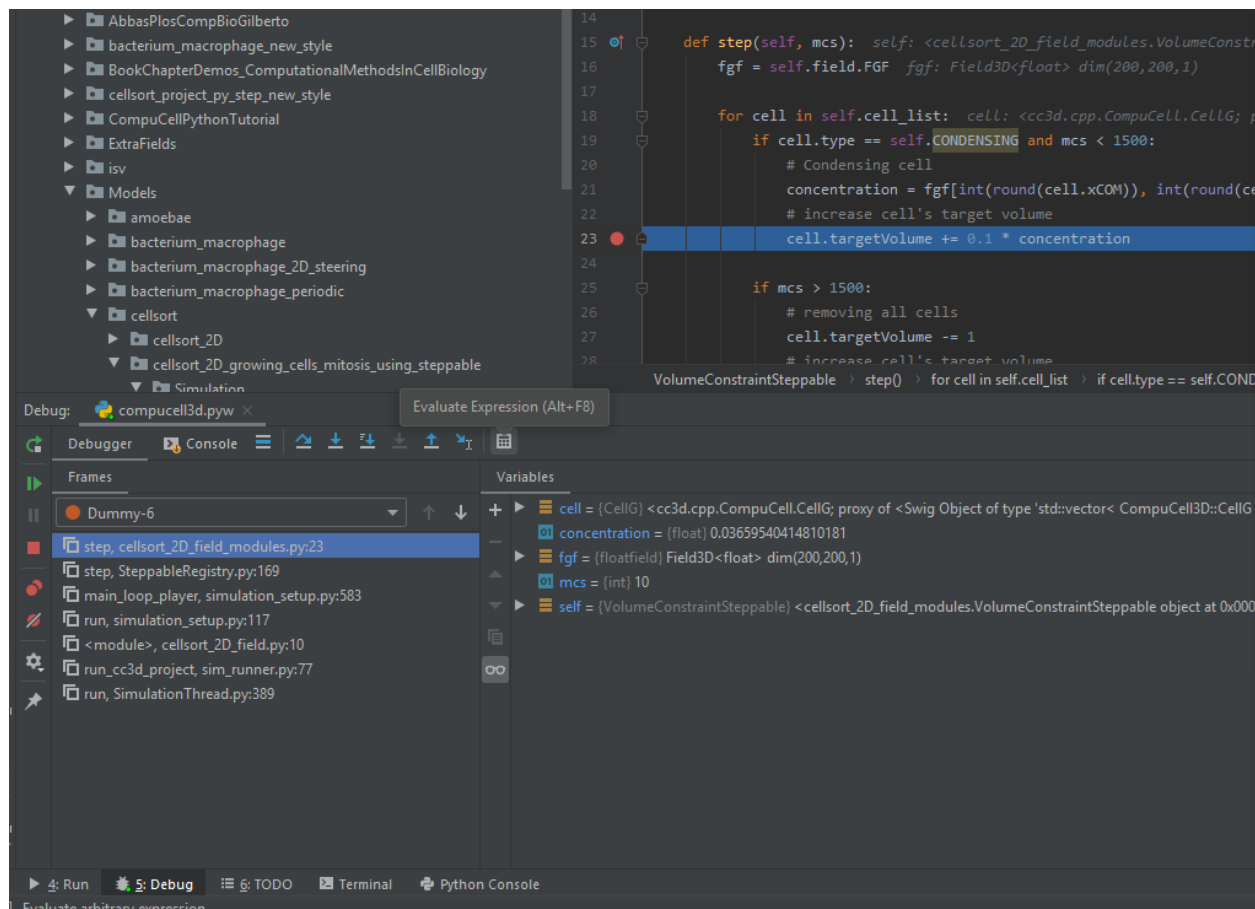 AbbasPlosCompBioGilberto
bacterium_macrophage_new_style
BookChapterDemos_ComputationalMethodsInCellBiology
cellsort_project_py_step_new_style
CompuCellPythonTutorial
ExtraFields
isv
Models
amoebae
bacterium_macrophage
bacterium_macrophage_2D_steering
bacterium_macrophage_periodic
cellsort
cellsort_2D
cellsort_2D_growing_cells_mitosis_using_steppable
Simulation
14
15 def step(self, mcs): self: <cellsort_2D_field_modules.VolumeConstr
16 fgf = self.field.FGF fgf: Field3D<float> dim(200,200,1)
17
18 for cell in self.cell_list: cell: <cc3d.cpp.CompuCell.CellG; p
19 if cell.type == self.CONDENSING and mcs < 1500:
20 # Condensing cell
21 concentration = fgf[int(round(cell.xCOM)), int(round(ce
22 # increase cell's target volume
23 cell.targetVolume += 0.1 * concentration
24
25 if mcs > 1500:
26 # removing all cells
27 cell.targetVolume -= 1
28 # increase cell's target volume
VolumeConstraintSteppable › step() › for cell in self.cell_list › if cell.type == self.COND
Debug: compucell3d.pyw ×
Evaluate Expression (Alt+F8)
Debugger Console
Frames
Variables
Dummy-6
step, cellsort_2D_field_modules.py:23
step, SteppableRegistry.py:169
main_loop_player, simulation_setup.py:583
run, simulation_setup.py:117
<module>, cellsort_2D_field.py:10
run_cc3d_project, sim_runner.py:77
run, SimulationThread.py:389
cell = {CellG} <cc3d.cpp.CompuCell.CellG; proxy of <Swig Object of type 'std::vector< CompuCell3D::CellG
concentration = {float} 0.03659540414810181
fgf = {floatfield} Field3D<float> dim(200,200,1)
mcs = {int} 10
self = {VolumeConstraintSteppable} <cellsort_2D_field_modules.VolumeConstraintSteppable object at 0x000
4: Run 5: Debug 6: TODO Terminal Python Console
Evaluate arbitrary expression